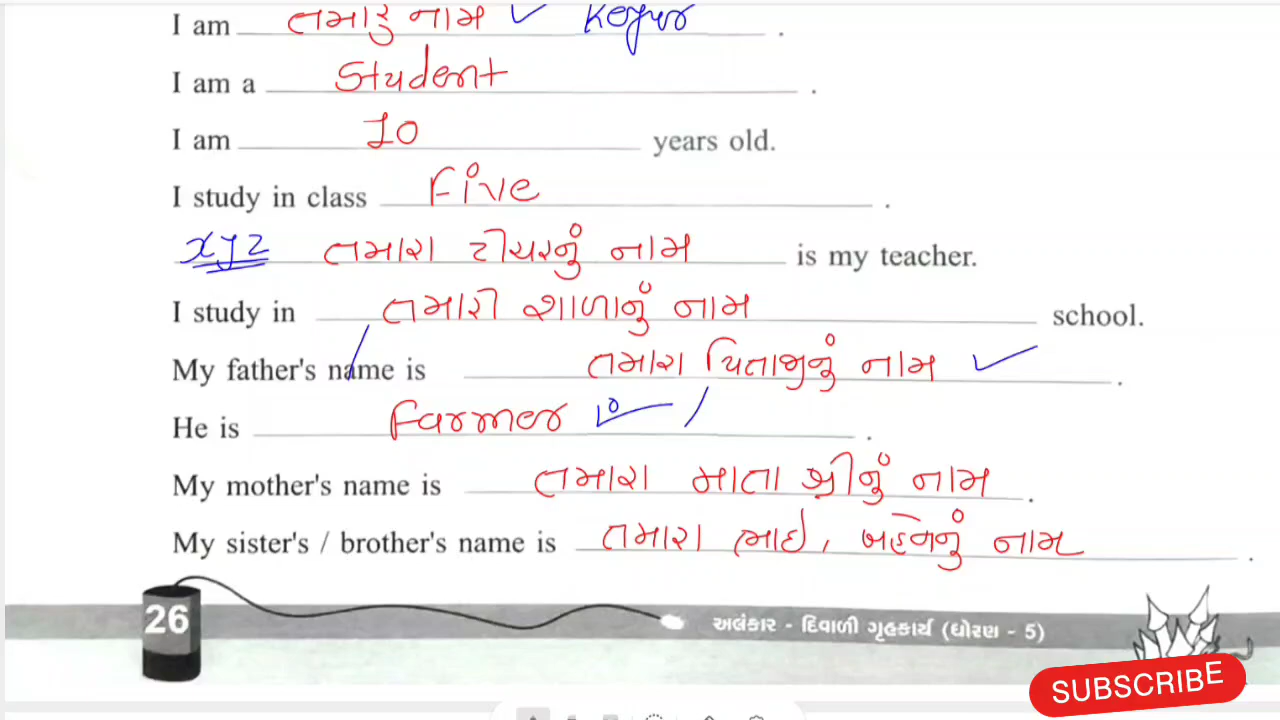 I am તમારું નામ ✓ Keyur .
I am a Student .
I am 10 years old.
I study in class Five .
xyz તમારા ટીચરનું નામ is my teacher.
I study in તમારી શાળાનું નામ school.
My father's name is તમારા પિતાજીનું નામ ✓ .
He is Farmer .
My mother's name is તમારા માતા શ્રીનું નામ .
My sister's / brother's name is તમારા ભાઇ, બહેનનું નામ .
26
અલંકાર - દિવાળી ગૃહકાર્ય (ધોરણ - 5)
SUBSCRIBE